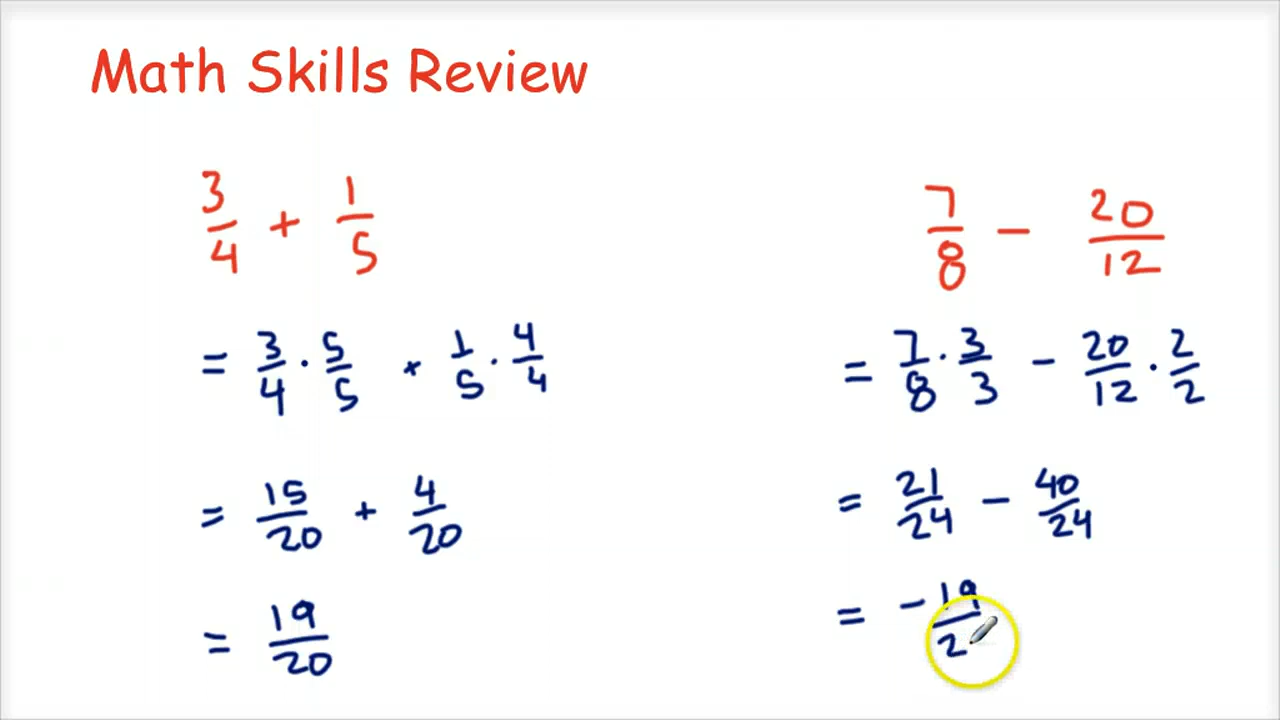 Math Skills Review
3/4 + 1/5
= 3/4 · 5/5 + 1/5 · 4/4
= 15/20 + 4/20
= 19/20
7/8 - 20/12
= 7/8 · 3/3 - 20/12 · 2/2
= 21/24 - 40/24
= - 19/2